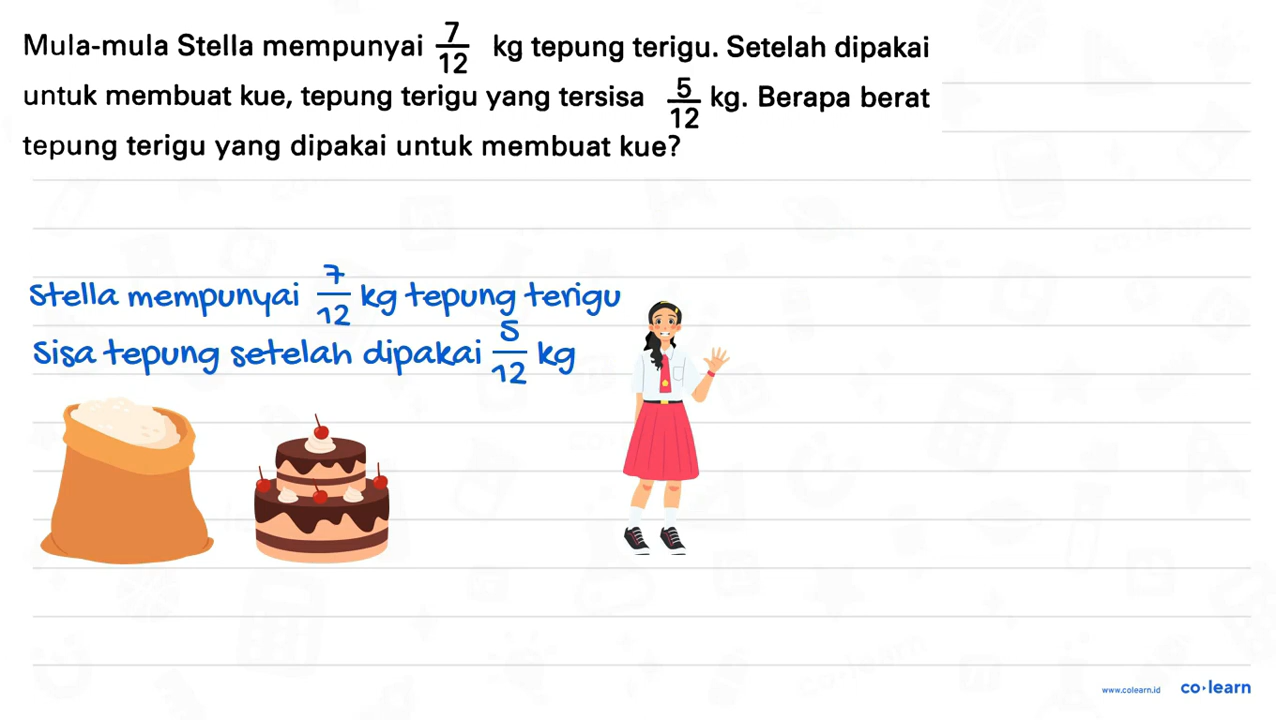 Mula-mula Stella mempunyai 7/12 kg tepung terigu. Setelah dipakai
untuk membuat kue, tepung terigu yang tersisa 5/12 kg. Berapa berat
tepung terigu yang dipakai untuk membuat kue?
Stella mempunyai 7/12 kg tepung terigu
Sisa tepung setelah dipakai 5/12 kg
www.colearn.id co·learn